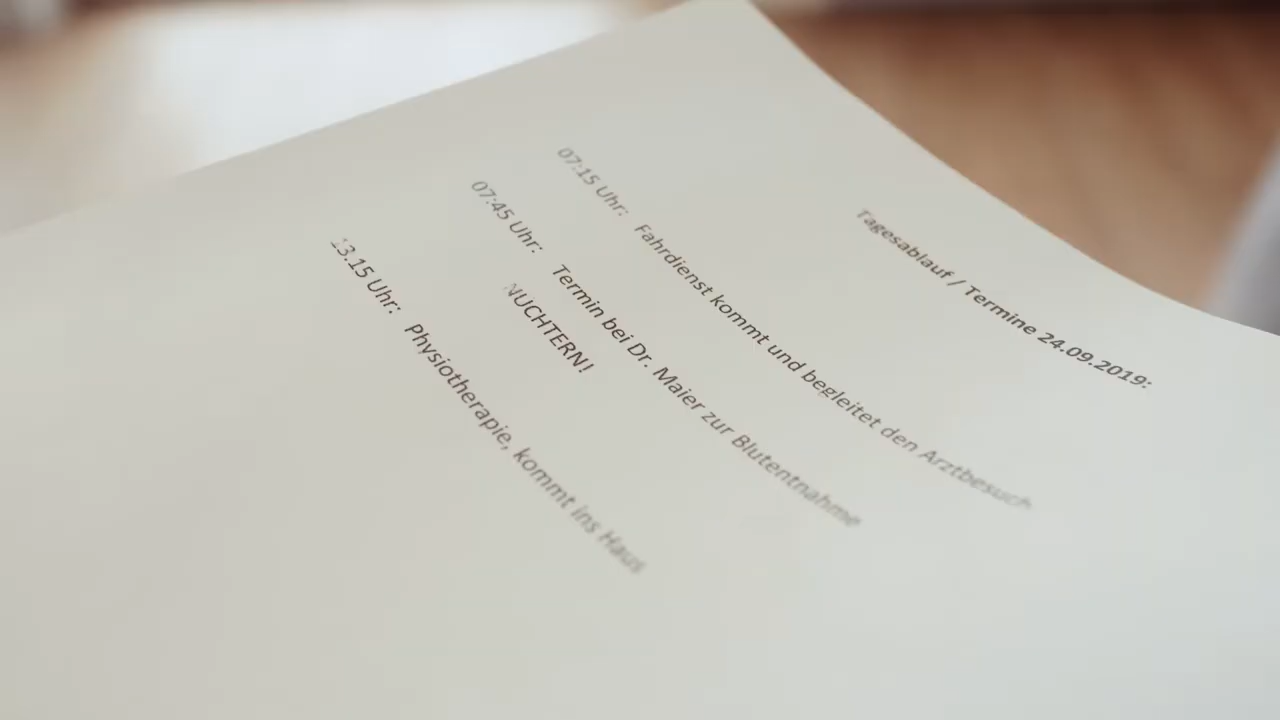 Tagesablauf / Termine 24.09.2019:
07:15 Uhr: Fahrdienst kommt und begleitet den Arztbesuch
07:45 Uhr: Termin bei Dr. Maier zur Blutentnahme
NÜCHTERN!
13.15 Uhr: Physiotherapie, kommt ins Haus